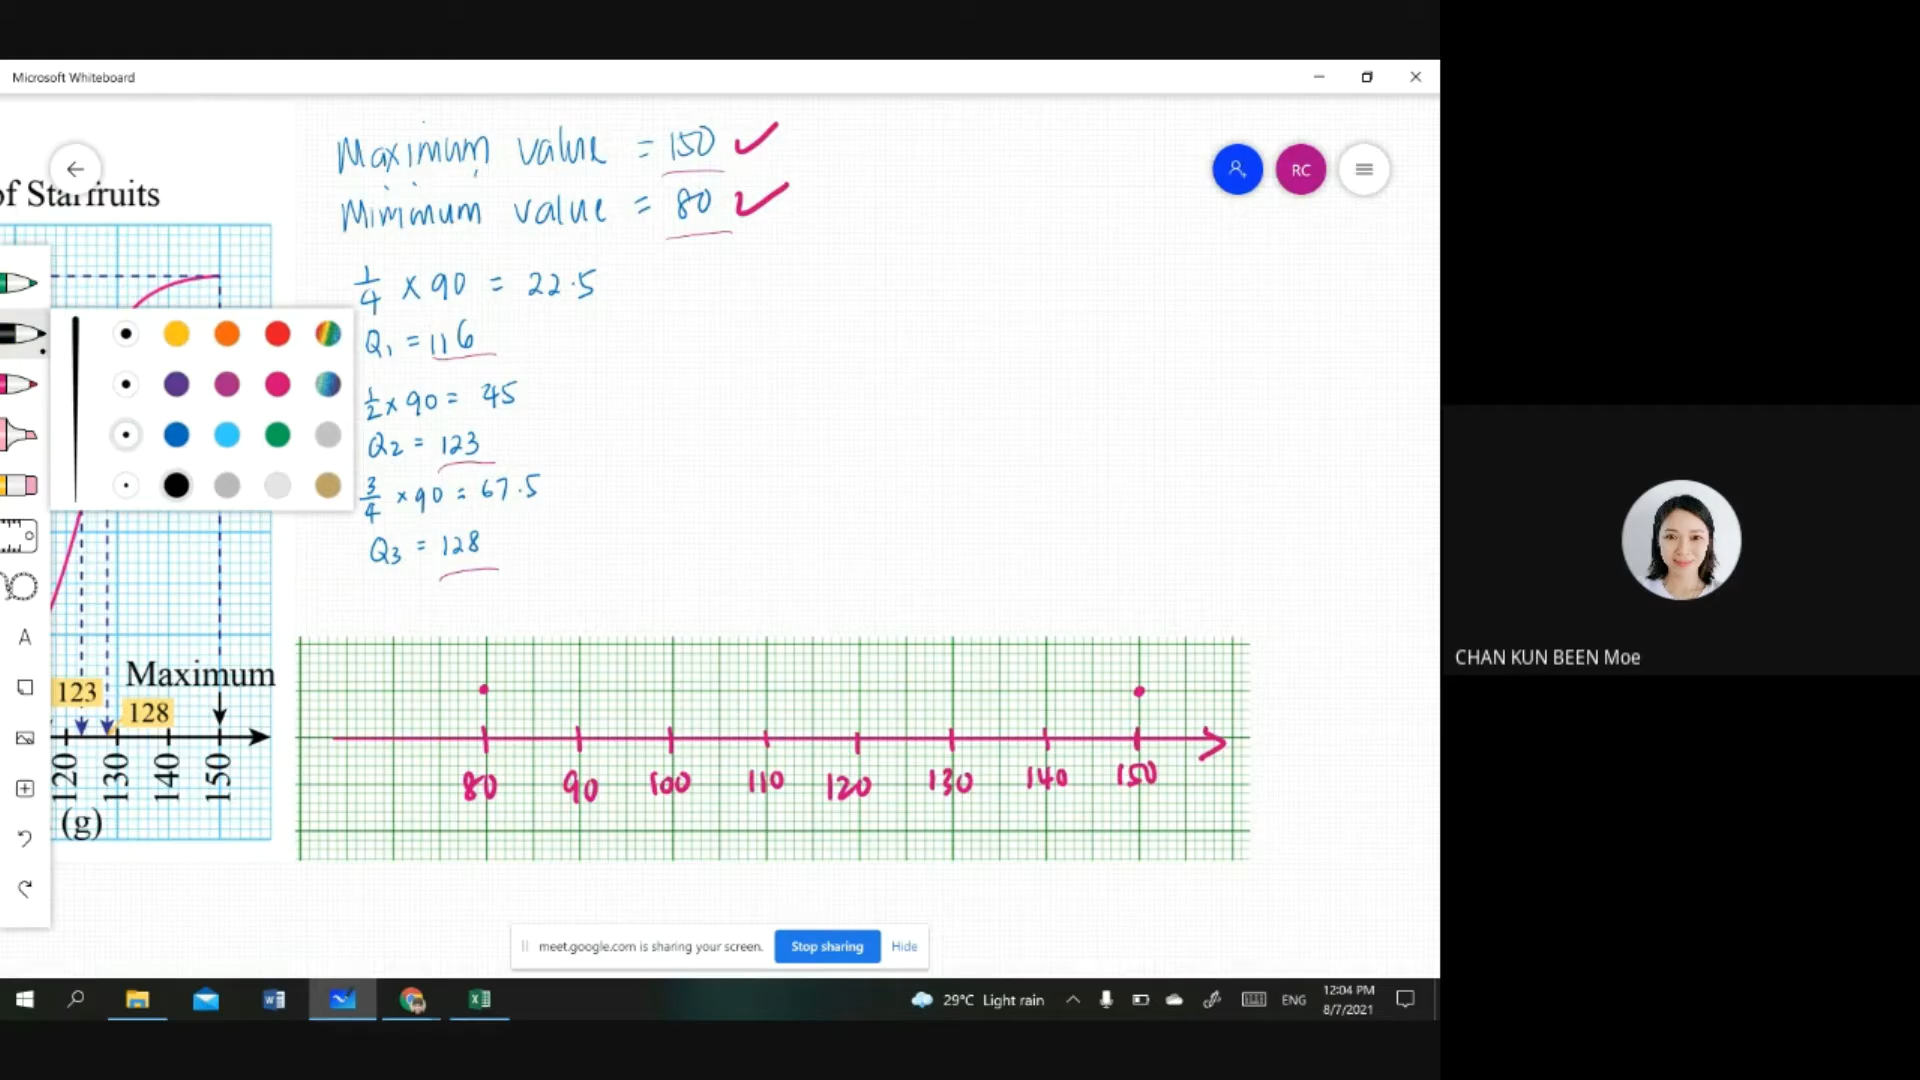 Microsoft Whiteboard
of Starfruits
Maximum value = 150
Minimum value = 80
RC
1/4 × 90 = 22.5
Q1 = 116
1/2 × 90 = 45
Q2 = 123
3/4 × 90 = 67.5
Q3 = 128
A
Maximum
123
128
120 130 140 150
(g)
80 90 100 110 120 130 140 150
CHAN KUN BEEN Moe
meet.google.com is sharing your screen. Stop sharing Hide
29°C Light rain ENG 12:04 PM
8/7/2021